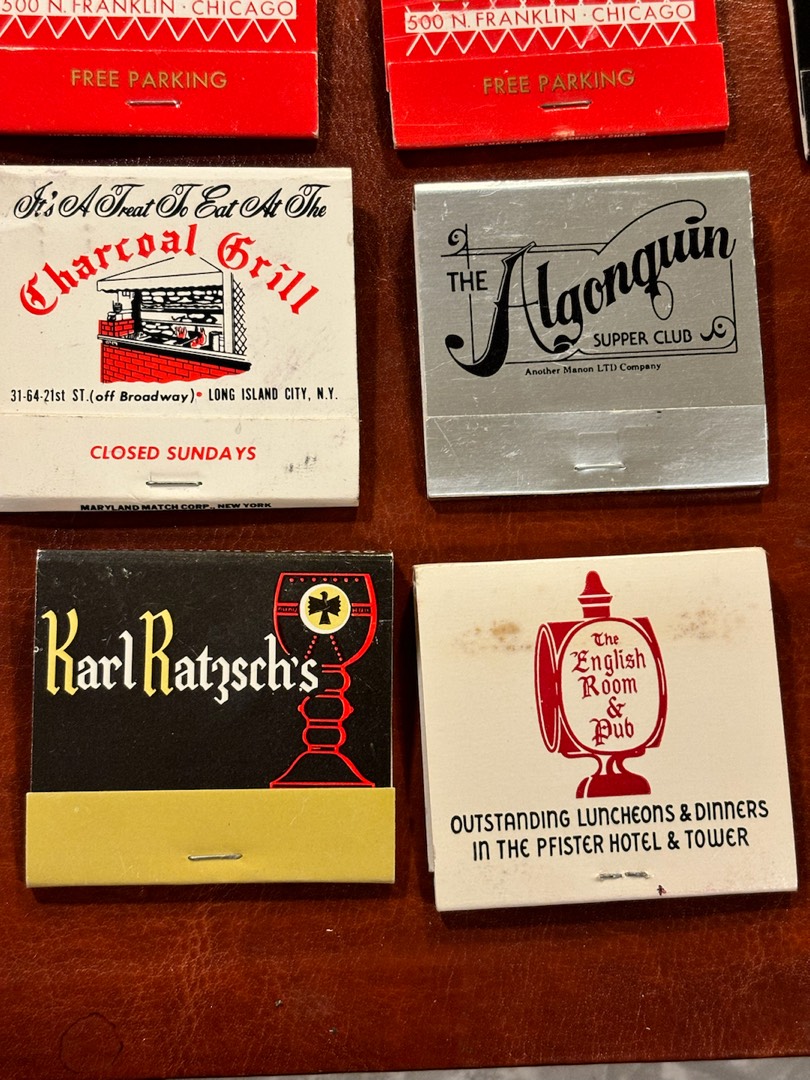 500 N. FRANKLIN · CHICAGO
FREE PARKING
500 N. FRANKLIN · CHICAGO
FREE PARKING
It's A Treat To Eat At The
Charcoal Grill
31-64-21st ST. (off Broadway) • LONG ISLAND CITY, N.Y.
CLOSED SUNDAYS
MARYLAND MATCH CORP., NEW YORK
THE Algonquin
SUPPER CLUB
Another Manon LTD Company
Karl Ratzsch's
The
English
Room
&
Pub
OUTSTANDING LUNCHEONS & DINNERS
IN THE PFISTER HOTEL & TOWER